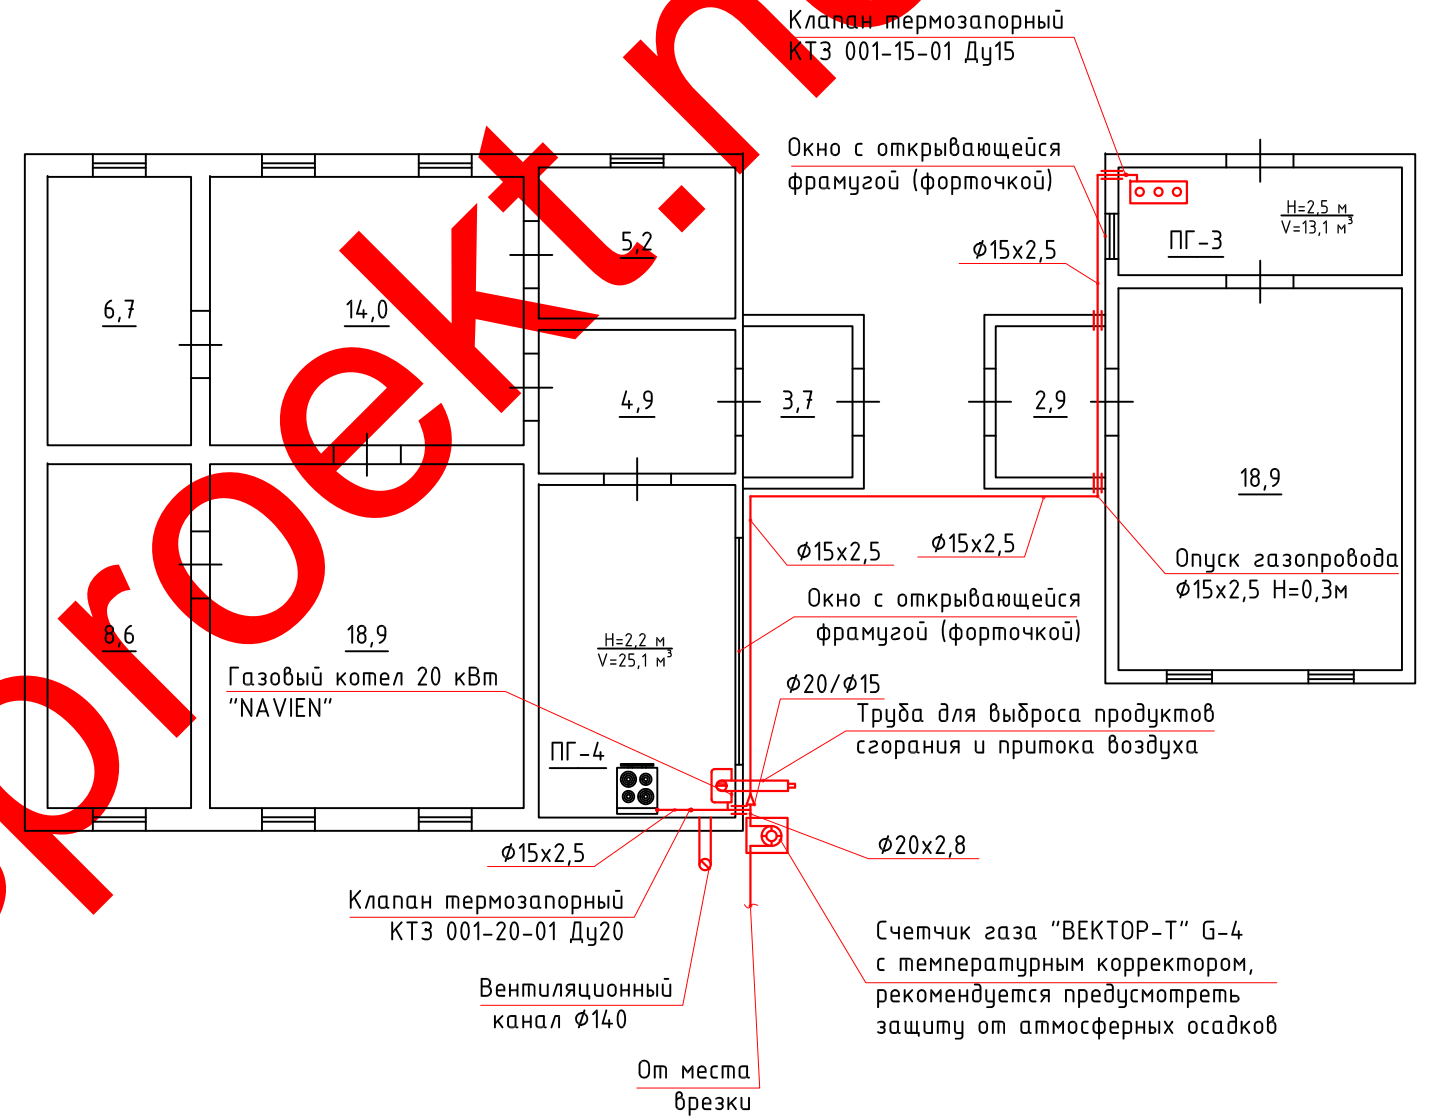 Клапан термозапорный
КТЗ 001-15-01 Ду15
Окно с открывающейся
фрамугой (форточкой)
H=2,5 м
V=13,1 м³
ПГ-3
Ф15х2,5
5,2
6,7
14,0
4,9
3,7
2,9
18,9
Ф15х2,5
Ф15х2,5
Опуск газопровода
Ф15х2,5 Н=0,3м
Окно с открывающейся
фрамугой (форточкой)
8,6
18,9
H=2,2 м
V=25,1 м³
Газовый котел 20 кВт
"NAVIEN"
Ф20/Ф15
Труба для выброса продуктов
сгорания и притока воздуха
ПГ-4
Ф15х2,5
Ф20х2,8
Клапан термозапорный
КТЗ 001-20-01 Ду20
Счетчик газа "ВЕКТОР-Т" G-4
с температурным корректором,
рекомендуется предусмотреть
защиту от атмосферных осадков
Вентиляционный
канал Ф140
От места
врезки
proekt.n